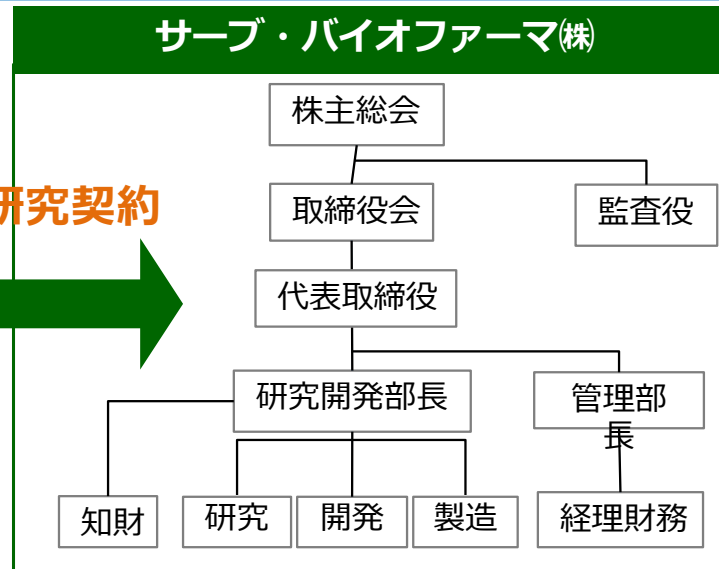 サーブ・バイオファーマ㈱
株主総会
研究契約
取締役会
監査役
代表取締役
研究開発部長
管理部
長
知財
研究
開発
製造
経理財務